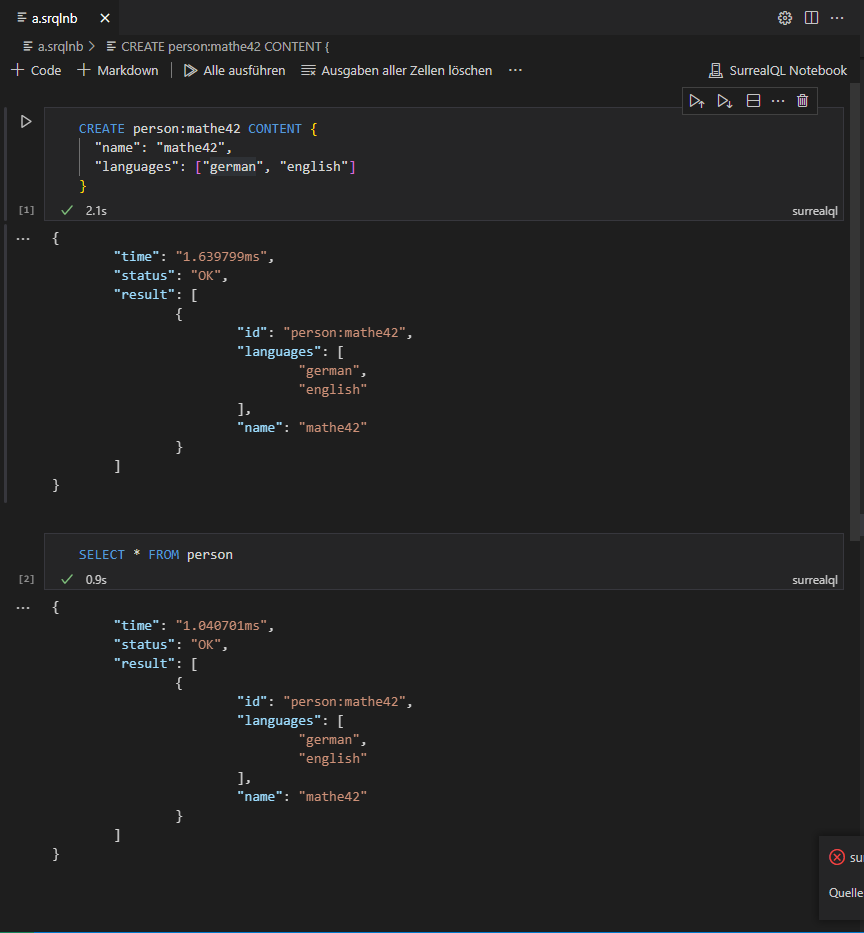 a.srqlnb
a.srqlnb > CREATE person:mathe42 CONTENT {
Code Markdown Alle ausführen Ausgaben aller Zellen löschen ... SurrealQL Notebook
CREATE person:mathe42 CONTENT {
"name": "mathe42",
"languages": ["german", "english"]
}
[1] 2.1s surrealql
{
"time": "1.639799ms",
"status": "OK",
"result": [
{
"id": "person:mathe42",
"languages": [
"german",
"english"
],
"name": "mathe42"
}
]
}
SELECT * FROM person
[2] 0.9s surrealql
{
"time": "1.040701ms",
"status": "OK",
"result": [
{
"id": "person:mathe42",
"languages": [
"german",
"english"
],
"name": "mathe42"
}
]
}
Quelle